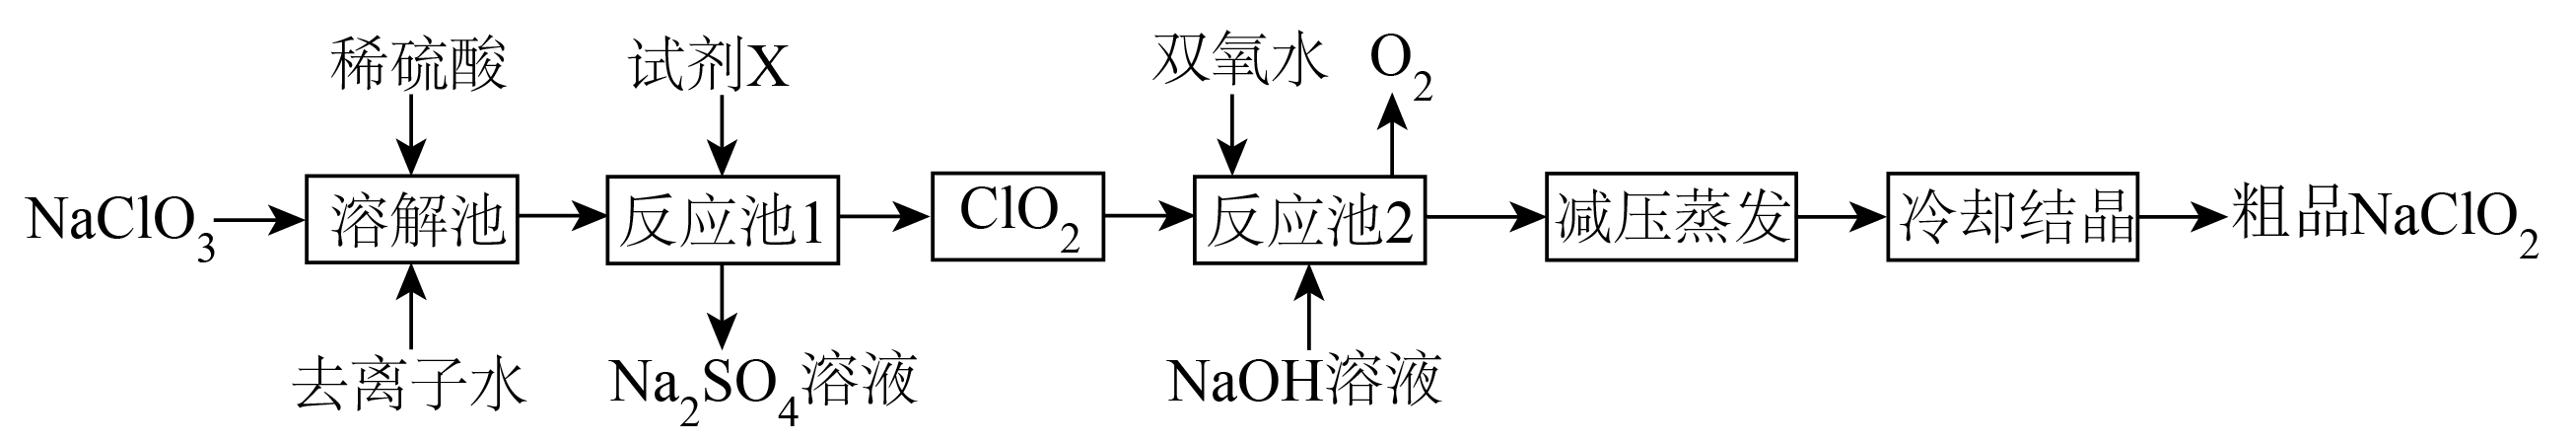 稀硫酸 试剂X 双氧水 O₂
NaClO₃ 溶解池 反应池1 ClO₂ 反应池2 减压蒸发 冷却结晶 粗品NaClO₂
去离子水 Na₂SO₄溶液 NaOH溶液